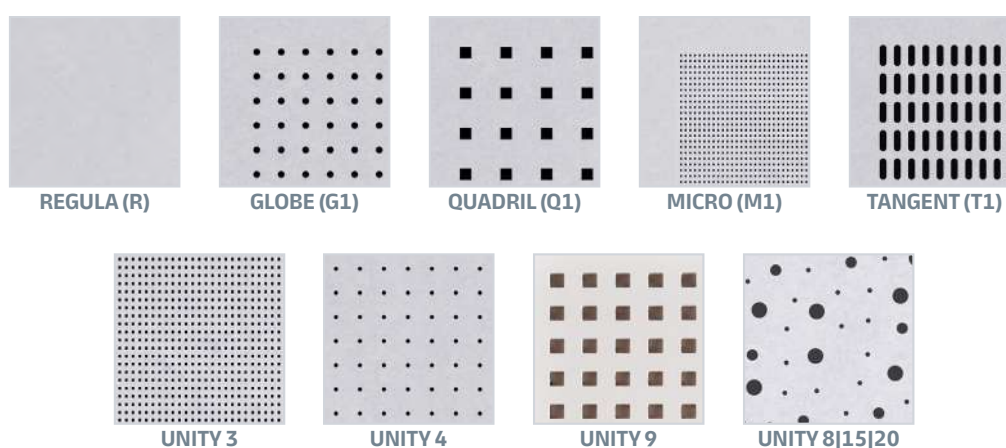 REGULA (R)
GLOBE (G1)
QUADRIL (Q1)
MICRO (M1)
TANGENT (T1)
UNITY 3
UNITY 4
UNITY 9
UNITY 8|15|20